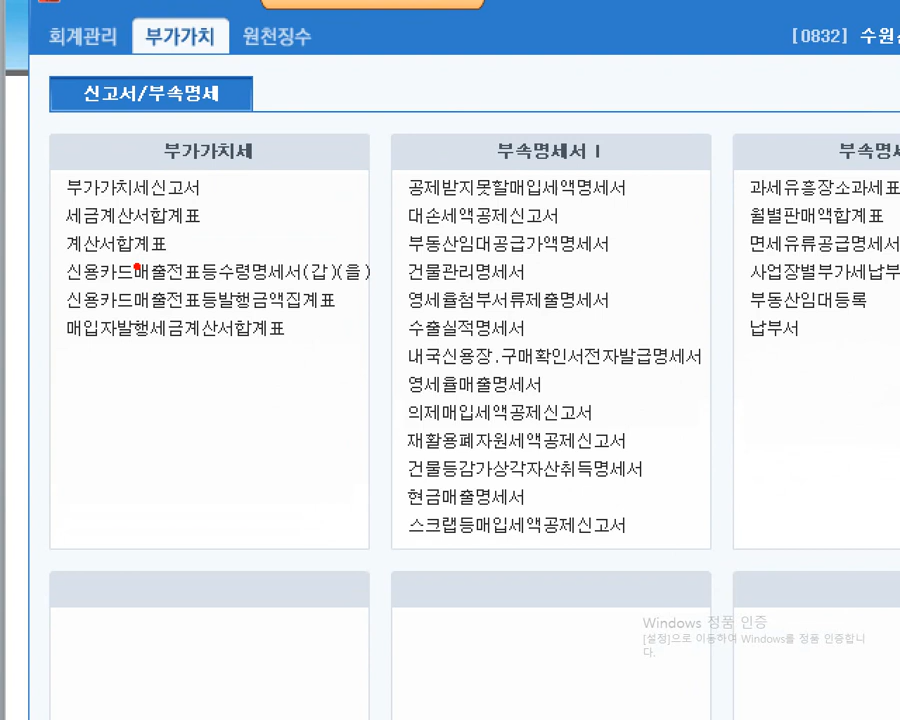 회계관리 부가가치 원천징수 [0832] 수원
신고서/부속명세
부가가치세
부가가치세신고서
세금계산서합계표
계산서합계표
신용카드매출전표등수령명세서(갑)(을)
신용카드매출전표등발행금액집계표
매입자발행세금계산서합계표
부속명세서 I
공제받지못할매입세액명세서
대손세액공제신고서
부동산임대공급가액명세서
건물관리명세서
영세율첨부서류제출명세서
수출실적명세서
내국신용장.구매확인서전자발급명세서
영세율매출명세서
의제매입세액공제신고서
재활용폐자원세액공제신고서
건물등감가상각자산취득명세서
현금매출명세서
스크랩등매입세액공제신고서
부속명세
과세유흥장소과세표
월별판매액합계표
면세유류공급명세서
사업장별부가세납부
부동산임대등록
납부서
Windows 정품 인증
[설정]으로 이동하여 Windows를 정품 인증합니
다.